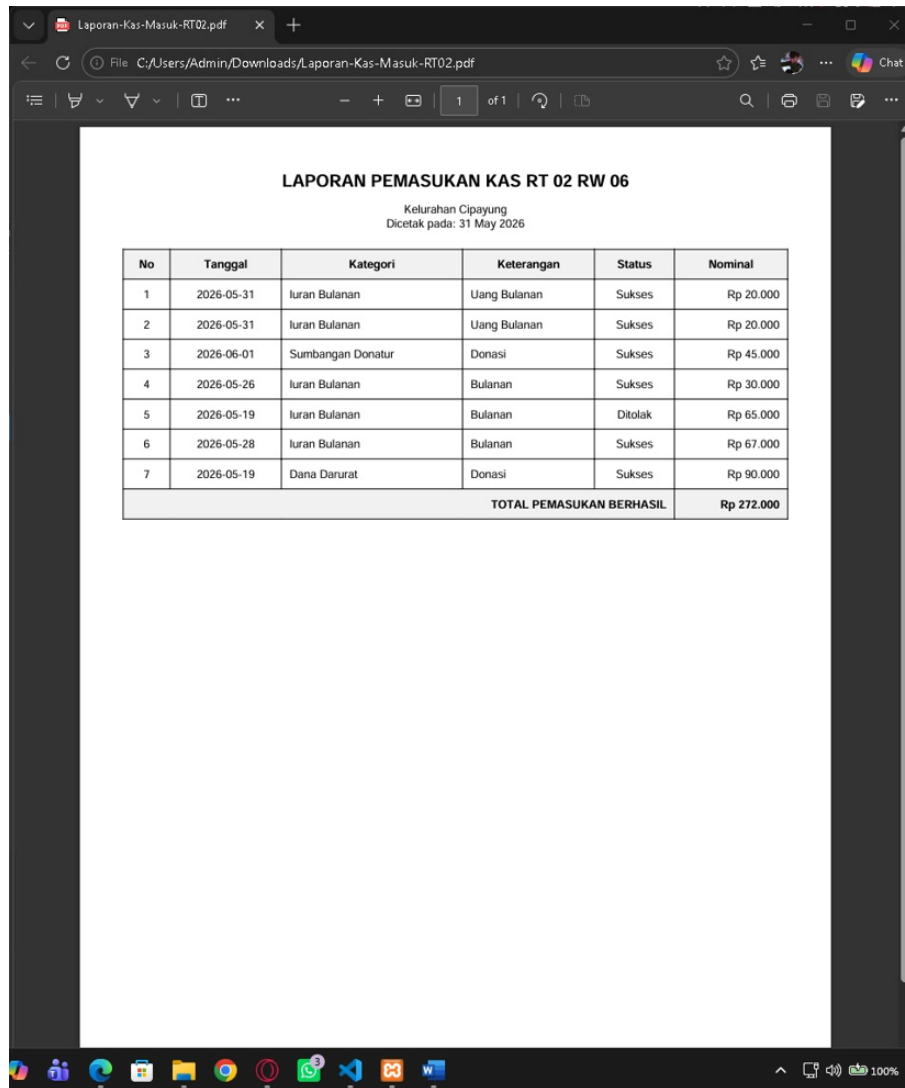 Laporan-Kas-Masuk-RT02.pdf
File C:/Users/Admin/Downloads/Laporan-Kas-Masuk-RT02.pdf
Chat
1 of 1
LAPORAN PEMASUKAN KAS RT 02 RW 06
Kelurahan Cipayung
Dicetak pada: 31 May 2026
No Tanggal Kategori Keterangan Status Nominal
1 2026-05-31 Iuran Bulanan Uang Bulanan Sukses Rp 20.000
2 2026-05-31 Iuran Bulanan Uang Bulanan Sukses Rp 20.000
3 2026-06-01 Sumbangan Donatur Donasi Sukses Rp 45.000
4 2026-05-26 Iuran Bulanan Bulanan Sukses Rp 30.000
5 2026-05-19 Iuran Bulanan Bulanan Ditolak Rp 65.000
6 2026-05-28 Iuran Bulanan Bulanan Sukses Rp 67.000
7 2026-05-19 Dana Darurat Donasi Sukses Rp 90.000
TOTAL PEMASUKAN BERHASIL Rp 272.000
3
100%